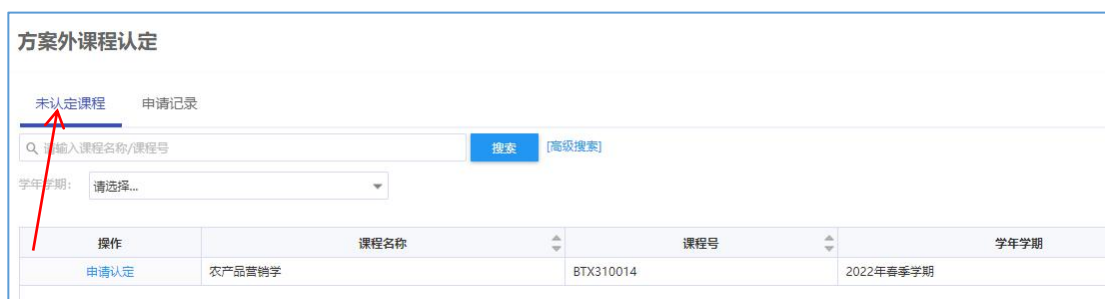 方案外课程认定
未认定课程 申请记录
请输入课程名称/课程号 搜索 [高级搜索]
学年学期: 请选择...
操作 课程名称 课程号 学年学期
申请认定 农产品营销学 BTX310014 2022年春季学期